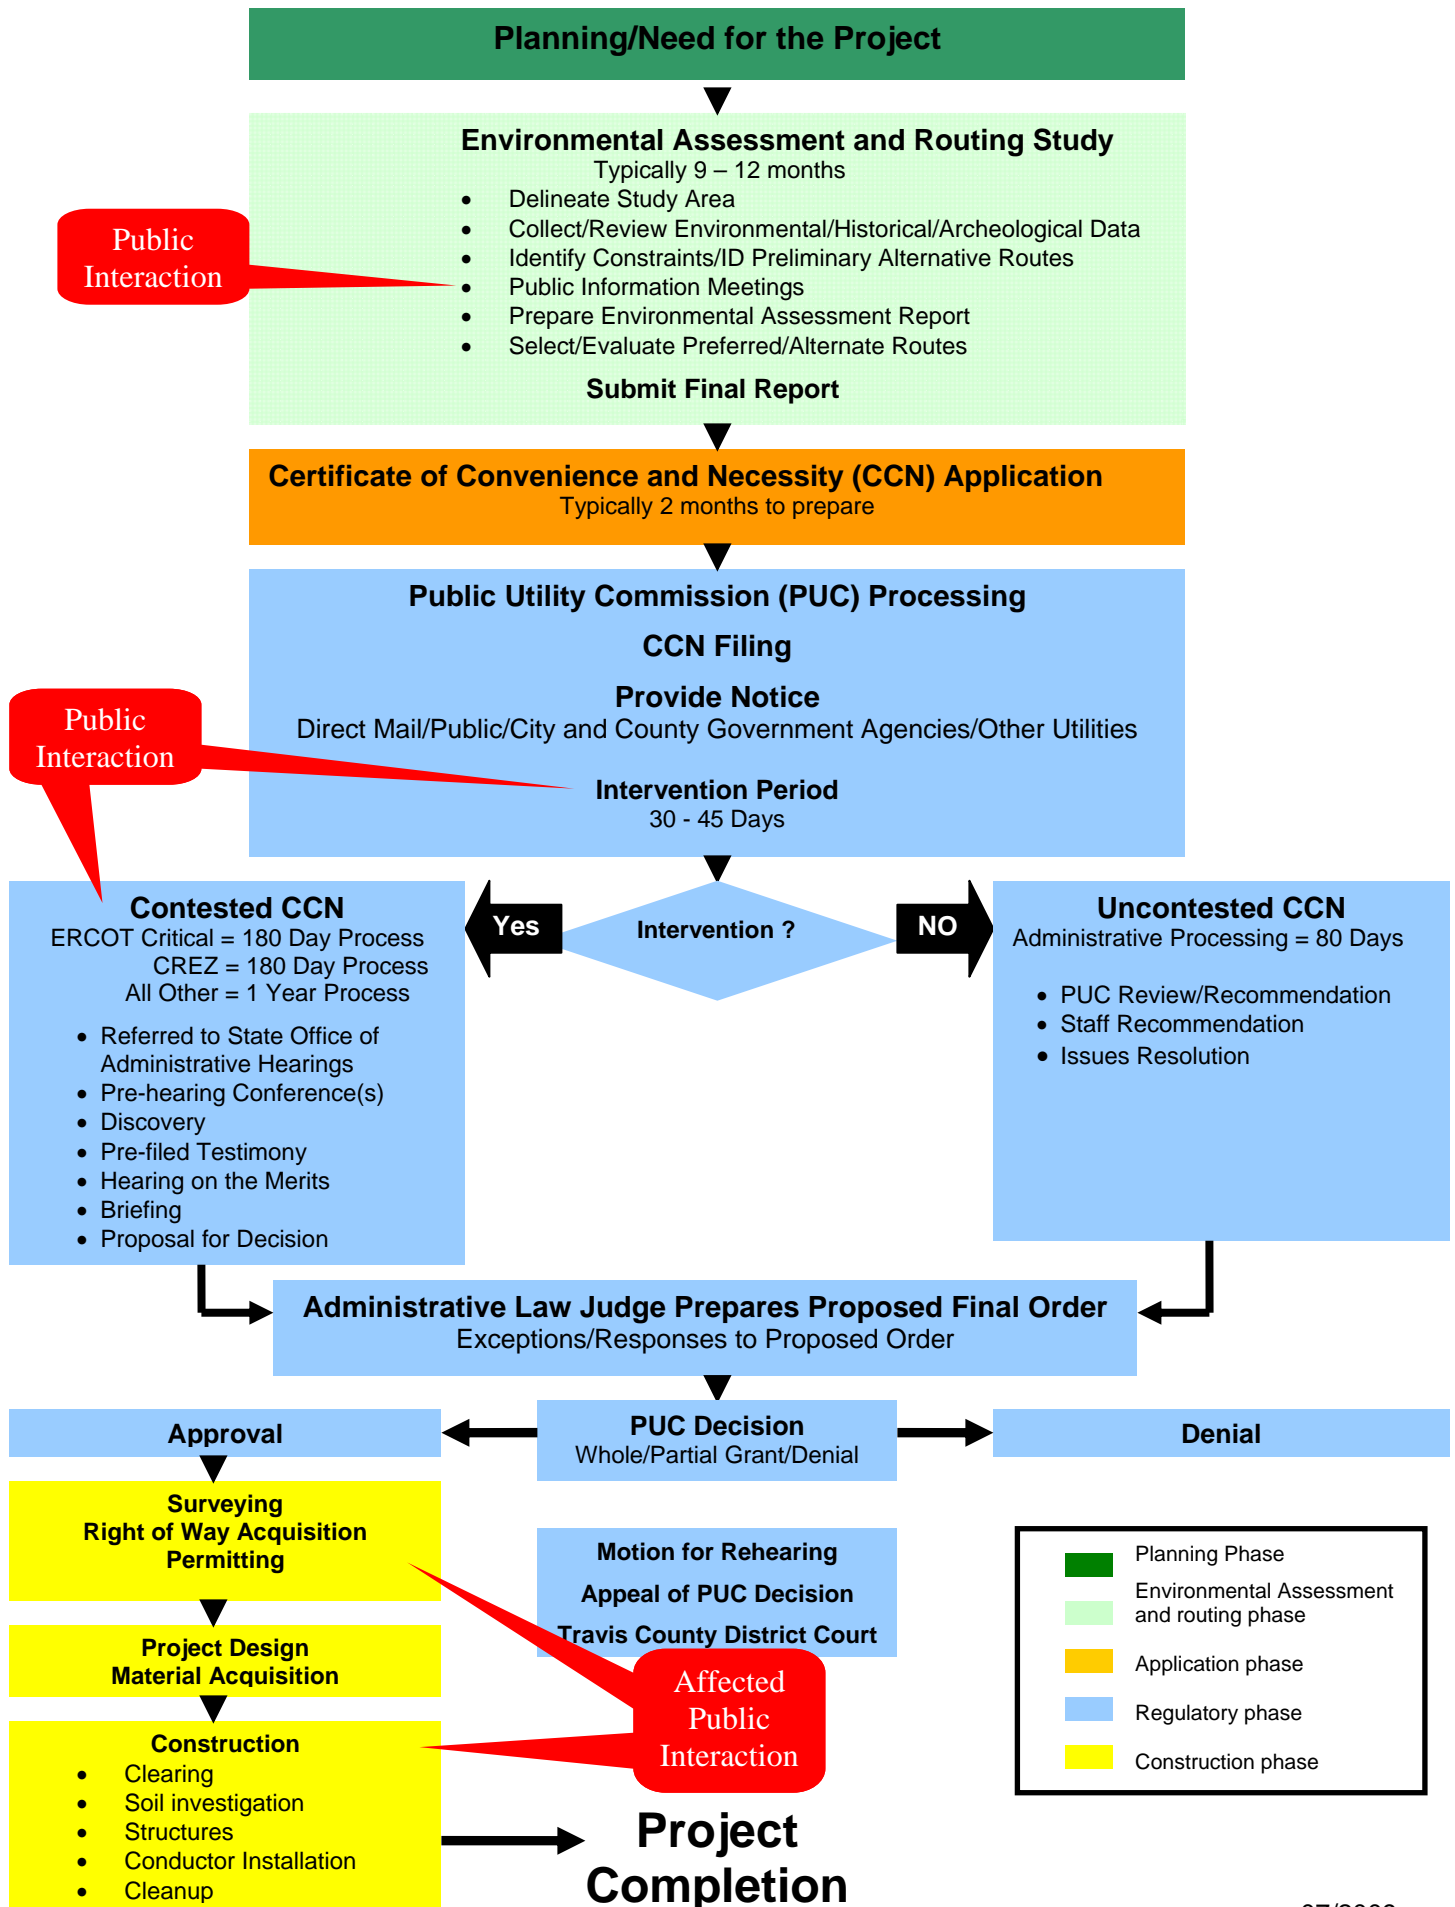 Planning/Need for the Project
Environmental Assessment and Routing Study
Typically 9 – 12 months
• Delineate Study Area
• Collect/Review Environmental/Historical/Archeological Data
• Identify Constraints/ID Preliminary Alternative Routes
• Public Information Meetings
• Prepare Environmental Assessment Report
• Select/Evaluate Preferred/Alternate Routes
Submit Final Report
Public
Interaction
Certificate of Convenience and Necessity (CCN) Application
Typically 2 months to prepare
Public Utility Commission (PUC) Processing
CCN Filing
Provide Notice
Direct Mail/Public/City and County Government Agencies/Other Utilities
Intervention Period
30 - 45 Days
Public
Interaction
Intervention ?
Yes
NO
Contested CCN
ERCOT Critical = 180 Day Process
CREZ = 180 Day Process
All Other = 1 Year Process
• Referred to State Office of
Administrative Hearings
• Pre-hearing Conference(s)
• Discovery
• Pre-filed Testimony
• Hearing on the Merits
• Briefing
• Proposal for Decision
Uncontested CCN
Administrative Processing = 80 Days
• PUC Review/Recommendation
• Staff Recommendation
• Issues Resolution
Administrative Law Judge Prepares Proposed Final Order
Exceptions/Responses to Proposed Order
Approval
PUC Decision
Whole/Partial Grant/Denial
Denial
Surveying
Right of Way Acquisition
Permitting
Motion for Rehearing
Appeal of PUC Decision
Travis County District Court
Project Design
Material Acquisition
Affected
Public
Interaction
Construction
• Clearing
• Soil investigation
• Structures
• Conductor Installation
• Cleanup
Project
Completion
Planning Phase
Environmental Assessment
and routing phase
Application phase
Regulatory phase
Construction phase